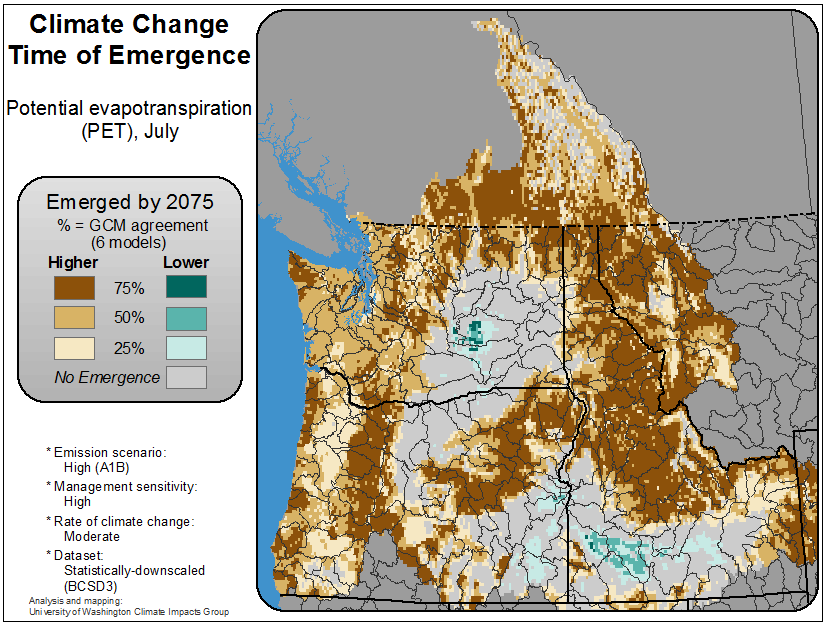 Climate Change
Time of Emergence
Potential evapotranspiration
(PET), July
Emerged by 2075
% = GCM agreement
(6 models)
Higher Lower
75%
50%
25%
No Emergence
* Emission scenario:
High (A1B)
* Management sensitivity:
High
* Rate of climate change:
Moderate
* Dataset:
Statistically-downscaled
(BCSD3)
Analysis and mapping:
University of Washington Climate Impacts Group